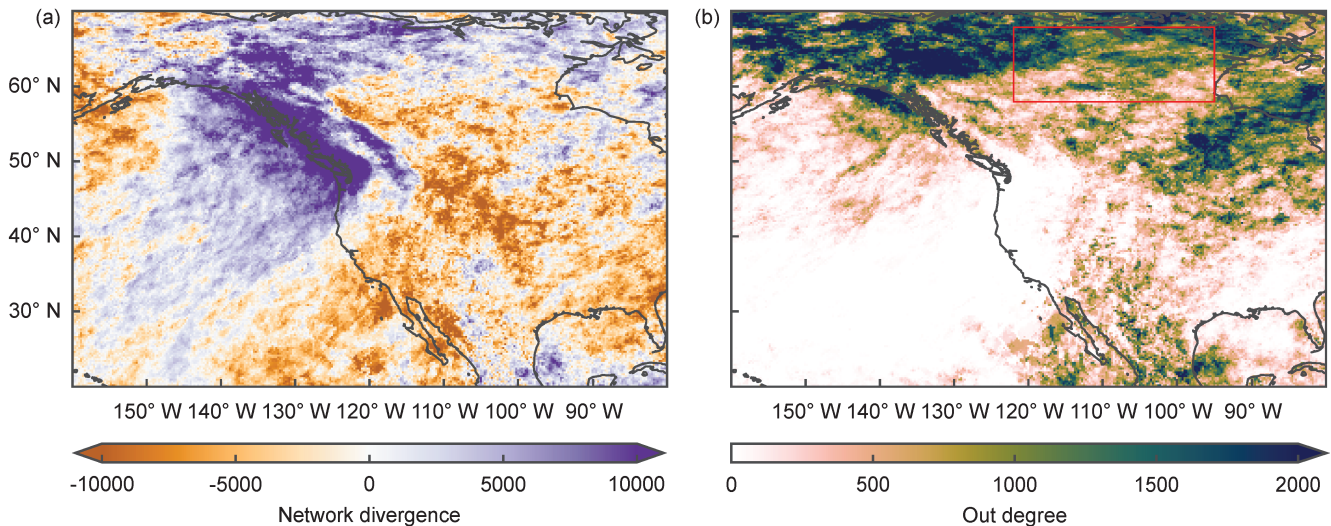 (a)
(b)
60° N
50° N
40° N
30° N
150° W 140° W 130° W 120° W 110° W 100° W 90° W
150° W 140° W 130° W 120° W 110° W 100° W 90° W
-10000 -5000 0 5000 10000
Network divergence
0 500 1000 1500 2000
Out degree